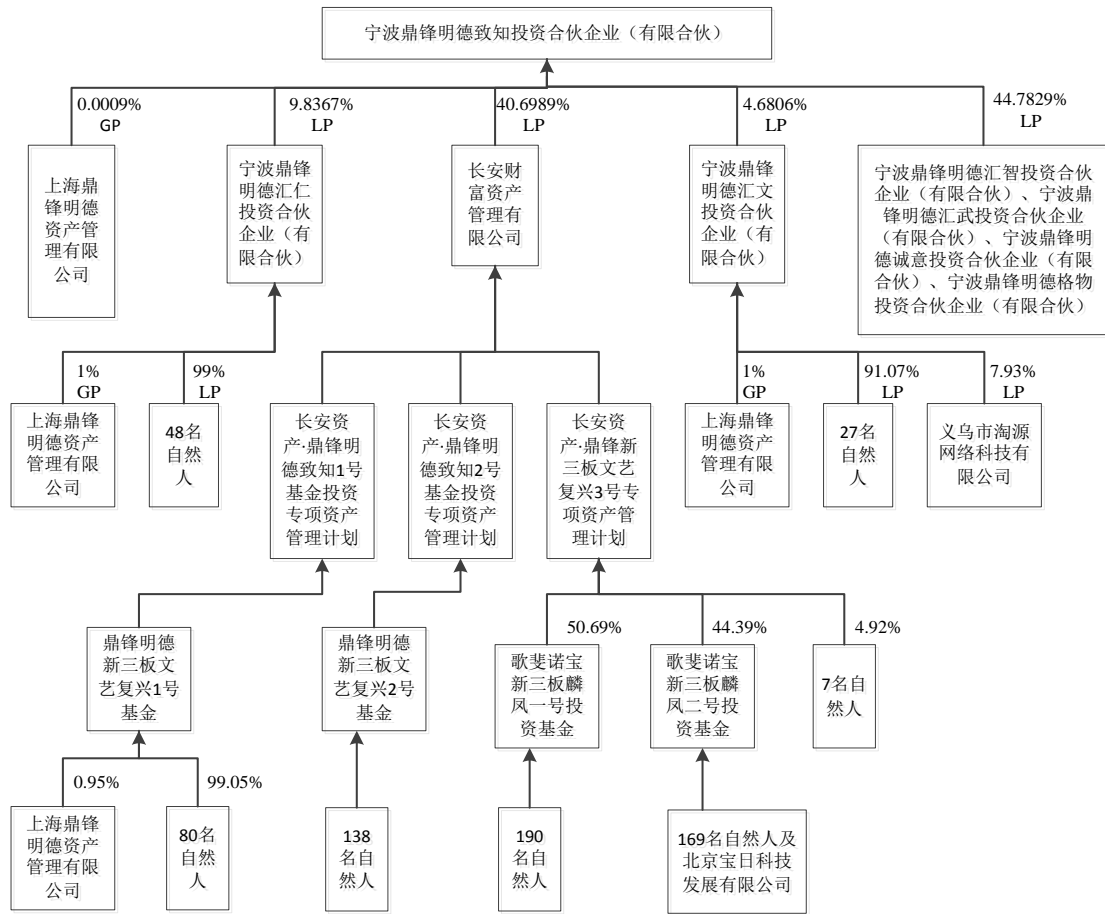 宁波鼎锋明德致知投资合伙企业（有限合伙）
0.0009%
GP
9.8367%
LP
40.6989%
LP
4.6806%
LP
44.7829%
LP
上海鼎
锋明德
资产管
理有限
公司
宁波鼎锋
明德汇仁
投资合伙
企业（有
限合伙）
长安财
富资产
管理有
限公司
宁波鼎锋
明德汇文
投资合伙
企业（有
限合伙）
宁波鼎锋明德汇智投资合伙
企业（有限合伙）、宁波鼎
锋明德汇武投资合伙企业
（有限合伙）、宁波鼎锋明
德诚意投资合伙企业（有限
合伙）、宁波鼎锋明德格物
投资合伙企业（有限合伙）
1%
GP
99%
LP
1%
GP
91.07%
LP
7.93%
LP
上海鼎锋
明德资产
管理有限
公司
48名
自然
人
长安资
产·鼎锋明
德致知1号
基金投资
专项资产
管理计划
长安资
产·鼎锋明
德致知2号
基金投资
专项资产
管理计划
长安资
产·鼎锋新
三板文艺
复兴3号专
项资产管
理计划
上海鼎锋
明德资产
管理有限
公司
27名
自然
人
义乌市淘源
网络科技有
限公司
50.69%
44.39%
4.92%
鼎锋明德
新三板文
艺复兴1号
基金
鼎锋明德
新三板文
艺复兴2号
基金
歌斐诺宝
新三板麟
凤一号投
资基金
歌斐诺宝
新三板麟
凤二号投
资基金
7名自
然人
0.95%
99.05%
上海鼎锋
明德资产
管理有限
公司
80名
自然
人
138
名自
然人
190
名自
然人
169名自然人及
北京宝日科技
发展有限公司